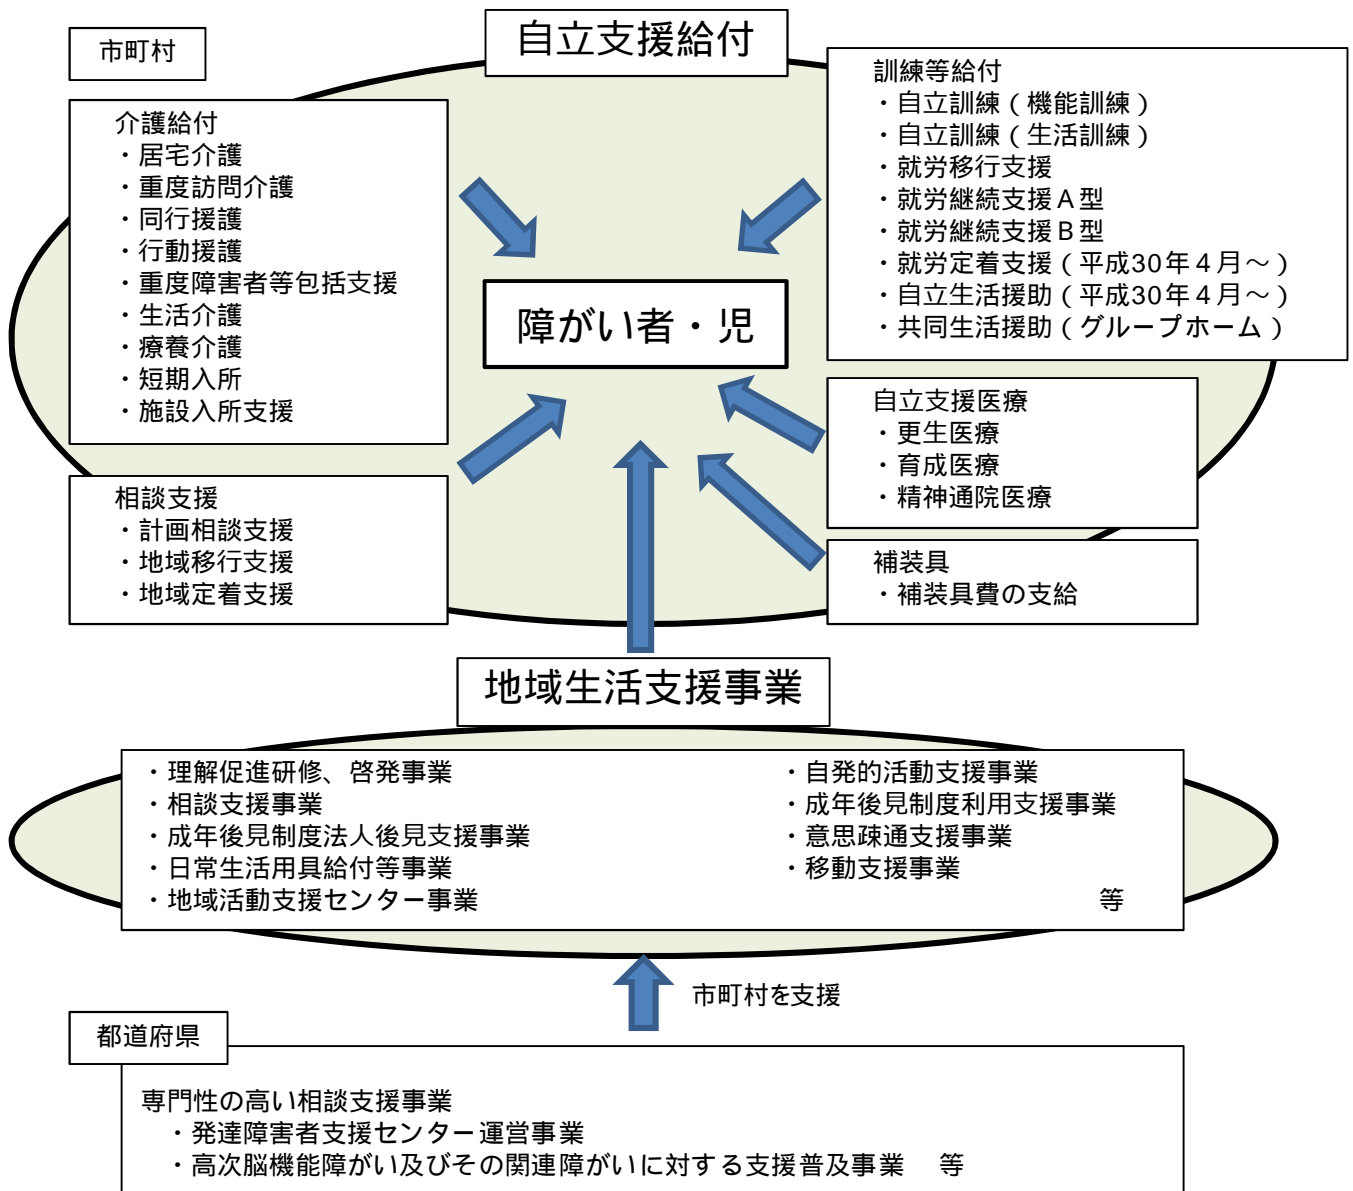 自立支援給付
市町村
介護給付
・居宅介護
・重度訪問介護
・同行援護
・行動援護
・重度障害者等包括支援
・生活介護
・療養介護
・短期入所
・施設入所支援
訓練等給付
・自立訓練（機能訓練）
・自立訓練（生活訓練）
・就労移行支援
・就労継続支援A型
・就労継続支援B型
・就労定着支援（平成30年４月～）
・自立生活援助（平成30年４月～）
・共同生活援助（グループホーム）
障がい者・児
相談支援
・計画相談支援
・地域移行支援
・地域定着支援
自立支援医療
・更生医療
・育成医療
・精神通院医療
補装具
・補装具費の支給
地域生活支援事業
・理解促進研修、啓発事業
・相談支援事業
・成年後見制度法人後見支援事業
・日常生活用具給付等事業
・地域活動支援センター事業
・自発的活動支援事業
・成年後見制度利用支援事業
・意思疎通支援事業
・移動支援事業
等
市町村を支援
都道府県
専門性の高い相談支援事業
・発達障害者支援センター運営事業
・高次脳機能障がい及びその関連障がいに対する支援普及事業　等